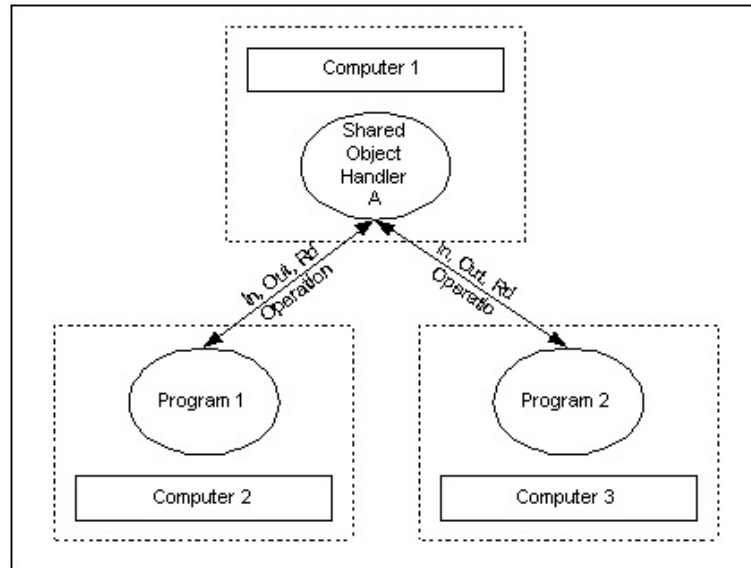 Computer 1
Shared
Object
Handler
A
In, Out, Rd
Operation
In, Out, Rd
Operatio
Program 1
Program 2
Computer 2
Computer 3